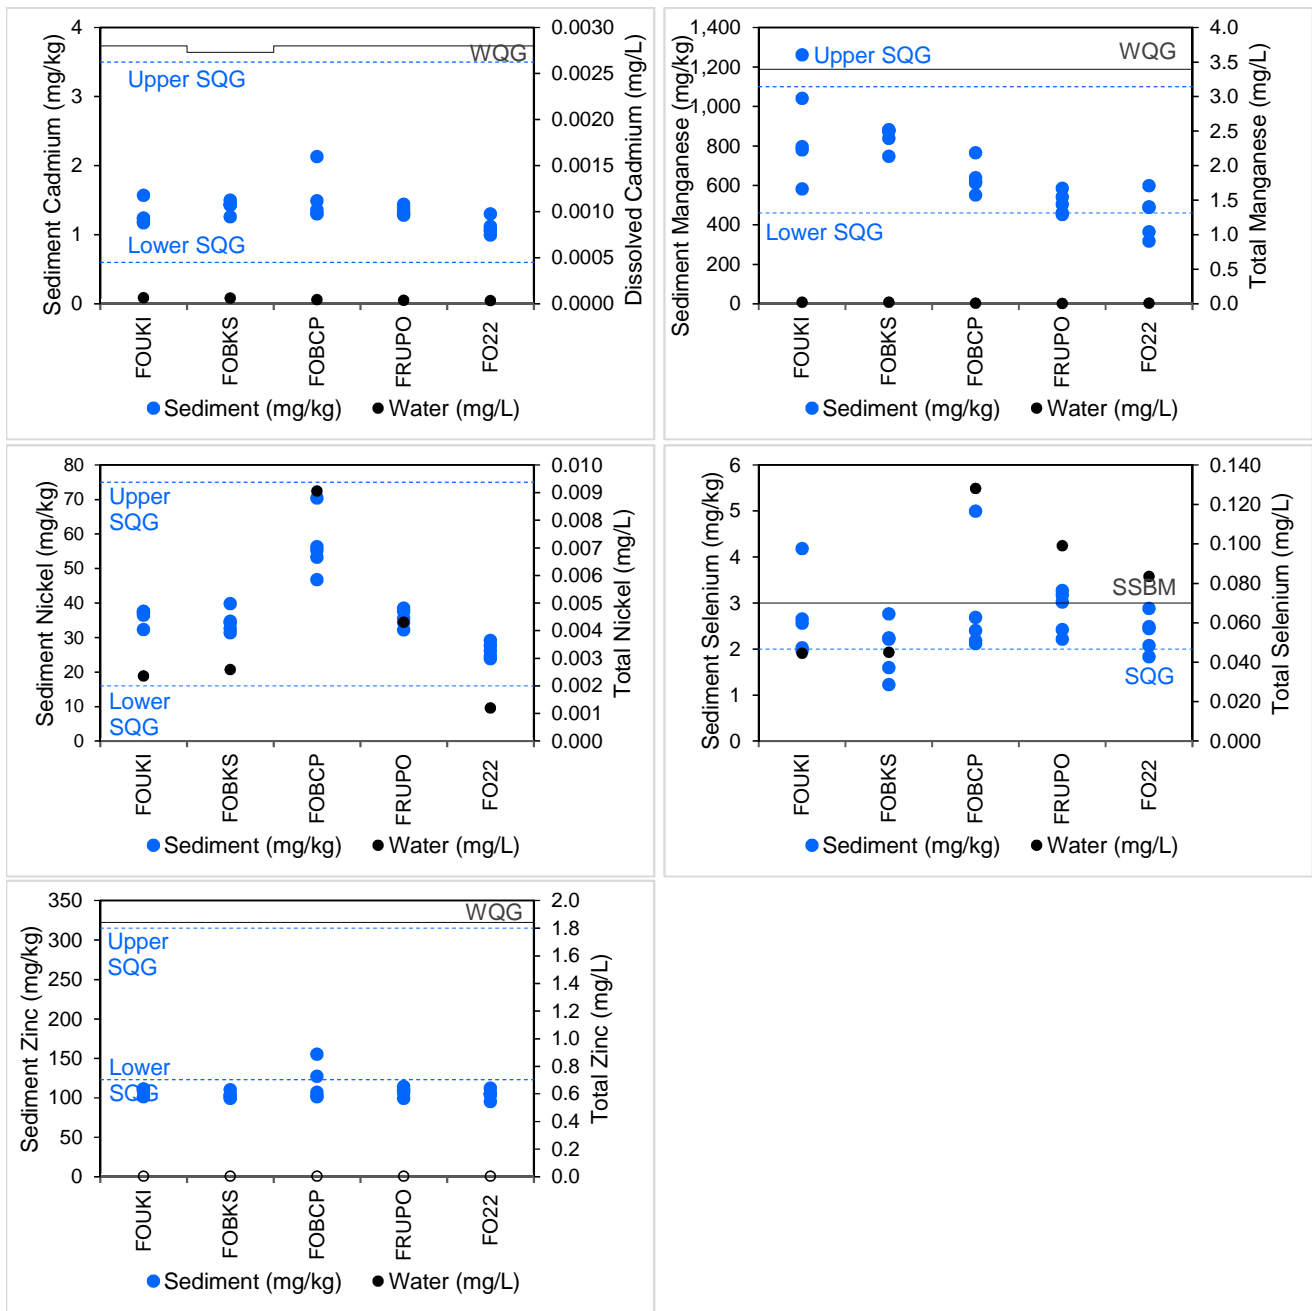 Sediment Cadmium (mg/kg)
4
3
2
1
0
WQG
Upper SQG
Lower SQG
0.0030
0.0025
0.0020
0.0015
0.0010
0.0005
0.0000
Dissolved Cadmium (mg/L)
FOUKI
FOBKS
FOBCP
FRUPO
FO22
Sediment (mg/kg)
Water (mg/L)
Sediment Manganese (mg/kg)
1,400
1,200
1,000
800
600
400
200
0
Upper SQG
WQG
Lower SQG
4.0
3.5
3.0
2.5
2.0
1.5
1.0
0.5
0.0
Total Manganese (mg/L)
FOUKI
FOBKS
FOBCP
FRUPO
FO22
Sediment (mg/kg)
Water (mg/L)
Sediment Nickel (mg/kg)
80
70
60
50
40
30
20
10
0
Upper
SQG
Lower
SQG
0.010
0.009
0.008
0.007
0.006
0.005
0.004
0.003
0.002
0.001
0.000
Total Nickel (mg/L)
FOUKI
FOBKS
FOBCP
FRUPO
FO22
Sediment (mg/kg)
Water (mg/L)
Sediment Selenium (mg/kg)
6
5
4
3
2
1
0
SSBM
SQG
0.140
0.120
0.100
0.080
0.060
0.040
0.020
0.000
Total Selenium (mg/L)
FOUKI
FOBKS
FOBCP
FRUPO
FO22
Sediment (mg/kg)
Water (mg/L)
Sediment Zinc (mg/kg)
350
300
250
200
150
100
50
0
WQG
Upper
SQG
Lower
SQG
2.0
1.8
1.6
1.4
1.2
1.0
0.8
0.6
0.4
0.2
0.0
Total Zinc (mg/L)
FOUKI
FOBKS
FOBCP
FRUPO
FO22
Sediment (mg/kg)
Water (mg/L)